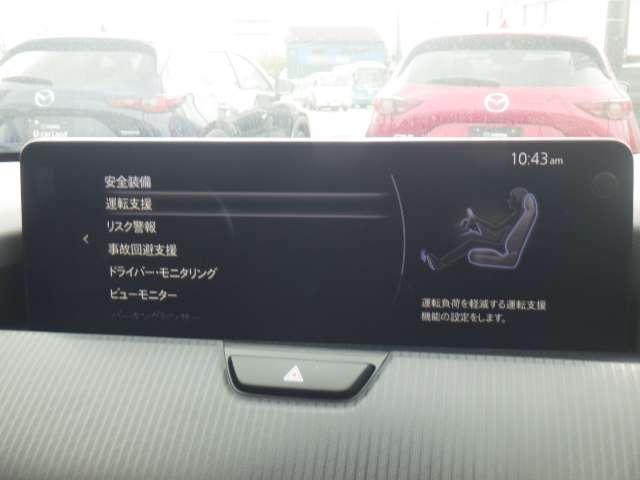 10:43 am
安全装備
運転支援
リスク警報
事故回避支援
ドライバー・モニタリング
ビューモニター
運転負荷を軽減する運転支援
機能の設定をします。